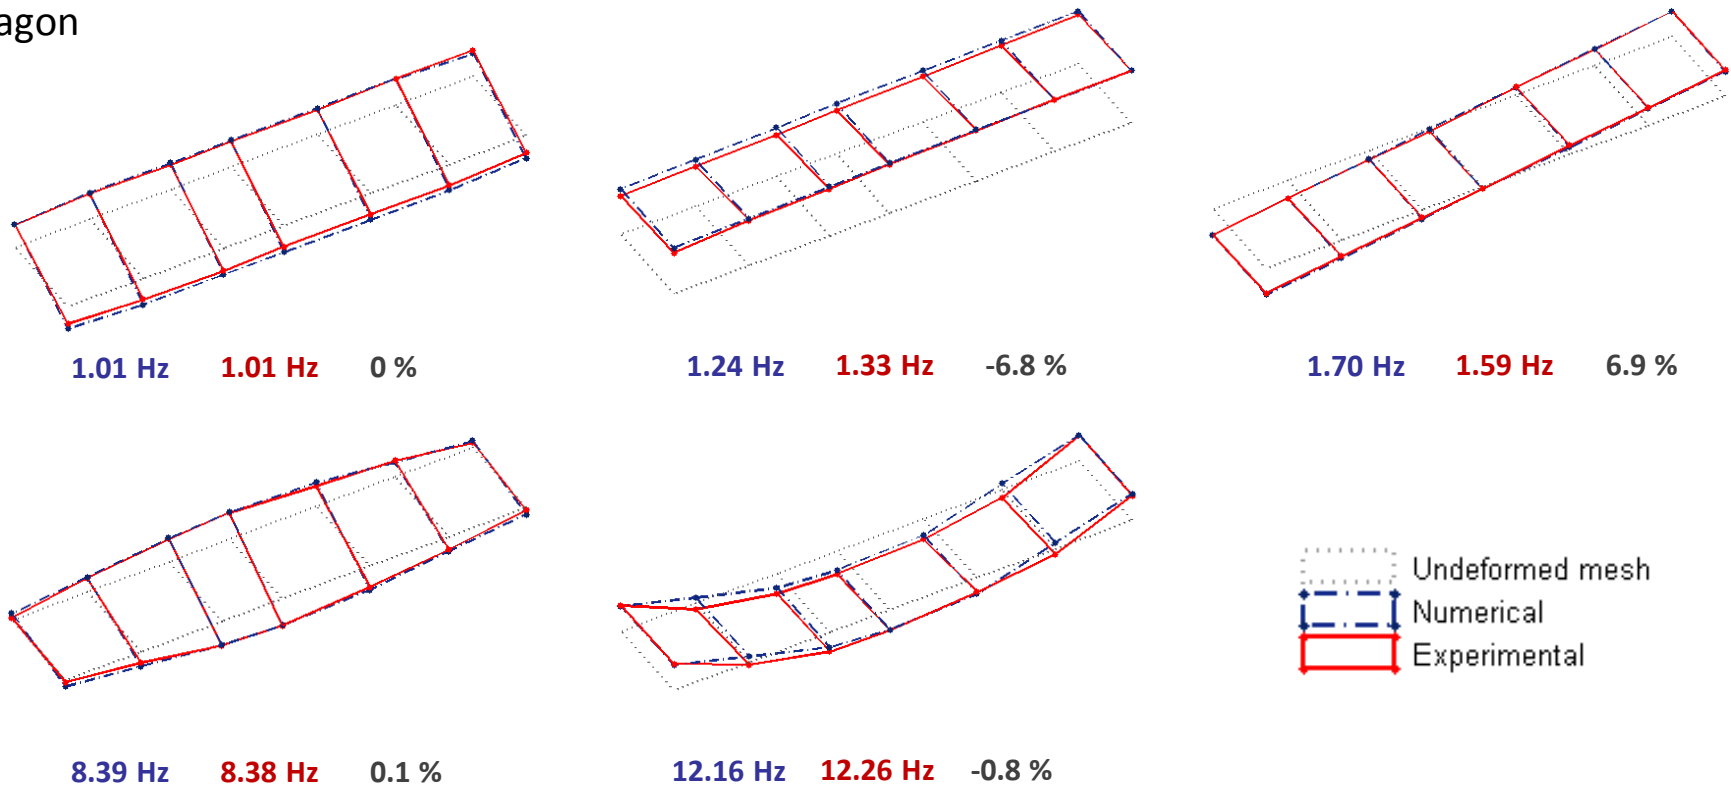 agon
1.01 Hz 1.01 Hz 0 %
1.24 Hz 1.33 Hz -6.8 %
1.70 Hz 1.59 Hz 6.9 %
Undeformed mesh
Numerical
Experimental
8.39 Hz 8.38 Hz 0.1 %
12.16 Hz 12.26 Hz -0.8 %